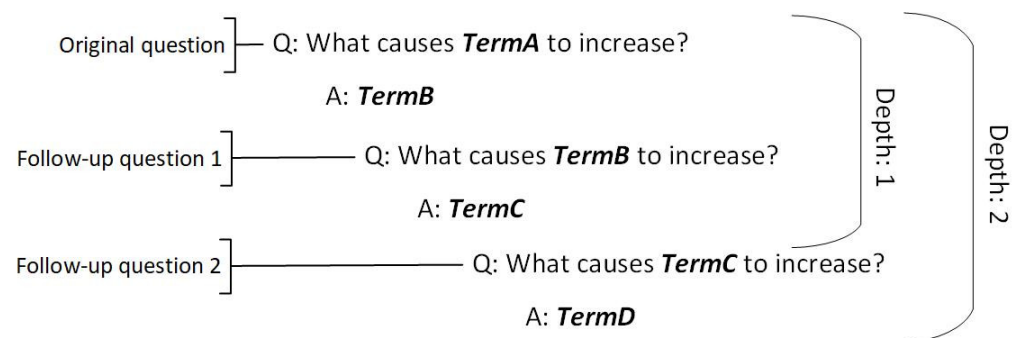 Original question
Q: What causes TermA to increase?
A: TermB
Follow-up question 1
Q: What causes TermB to increase?
A: TermC
Follow-up question 2
Q: What causes TermC to increase?
A: TermD
Depth: 1
Depth: 2